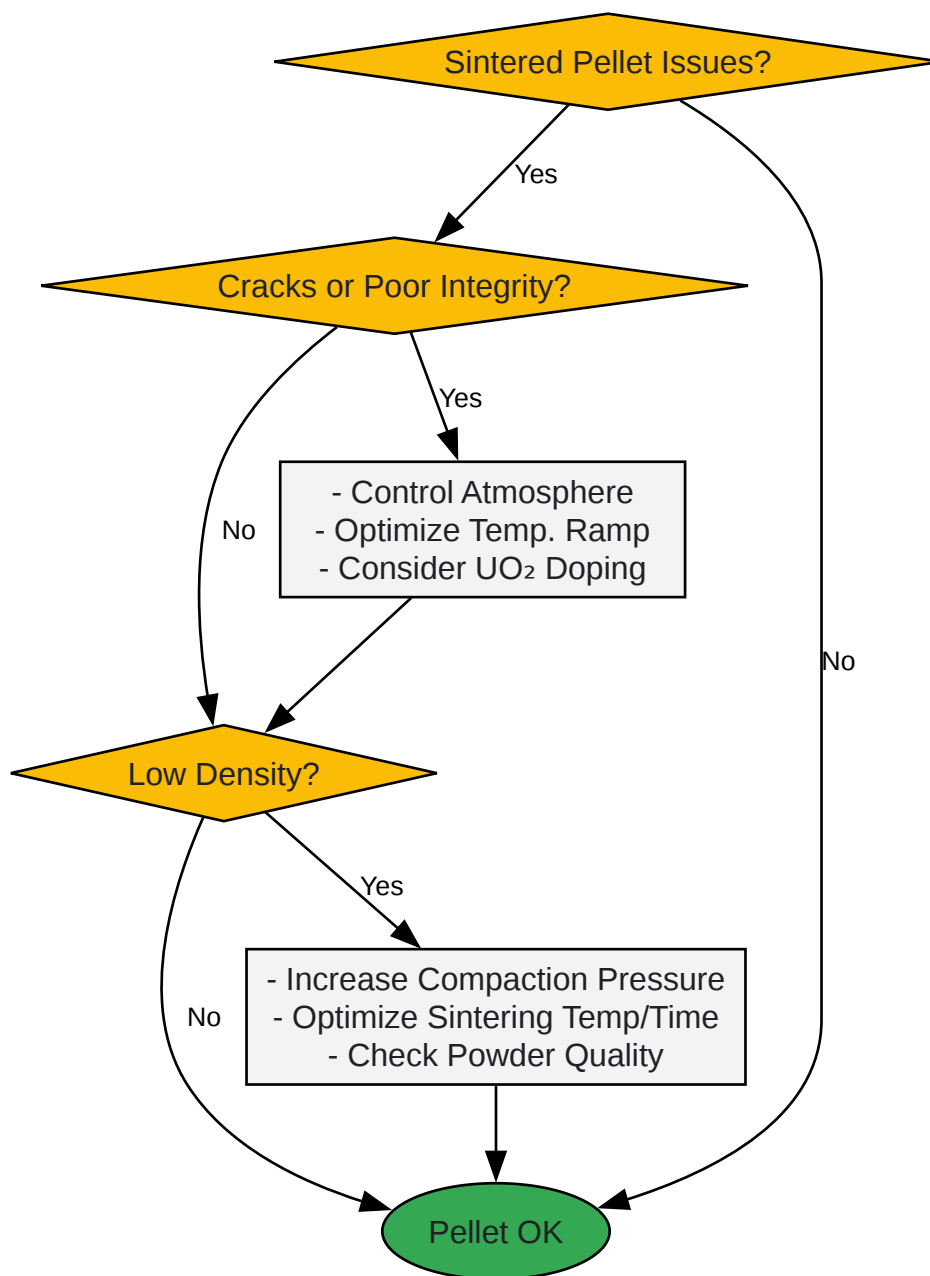 Sintered Pellet Issues?
Yes
Cracks or Poor Integrity?
Yes
- Control Atmosphere
- Optimize Temp. Ramp
- Consider UO₂ Doping
No
No
Low Density?
Yes
- Increase Compaction Pressure
- Optimize Sintering Temp/Time
- Check Powder Quality
No
Pellet OK